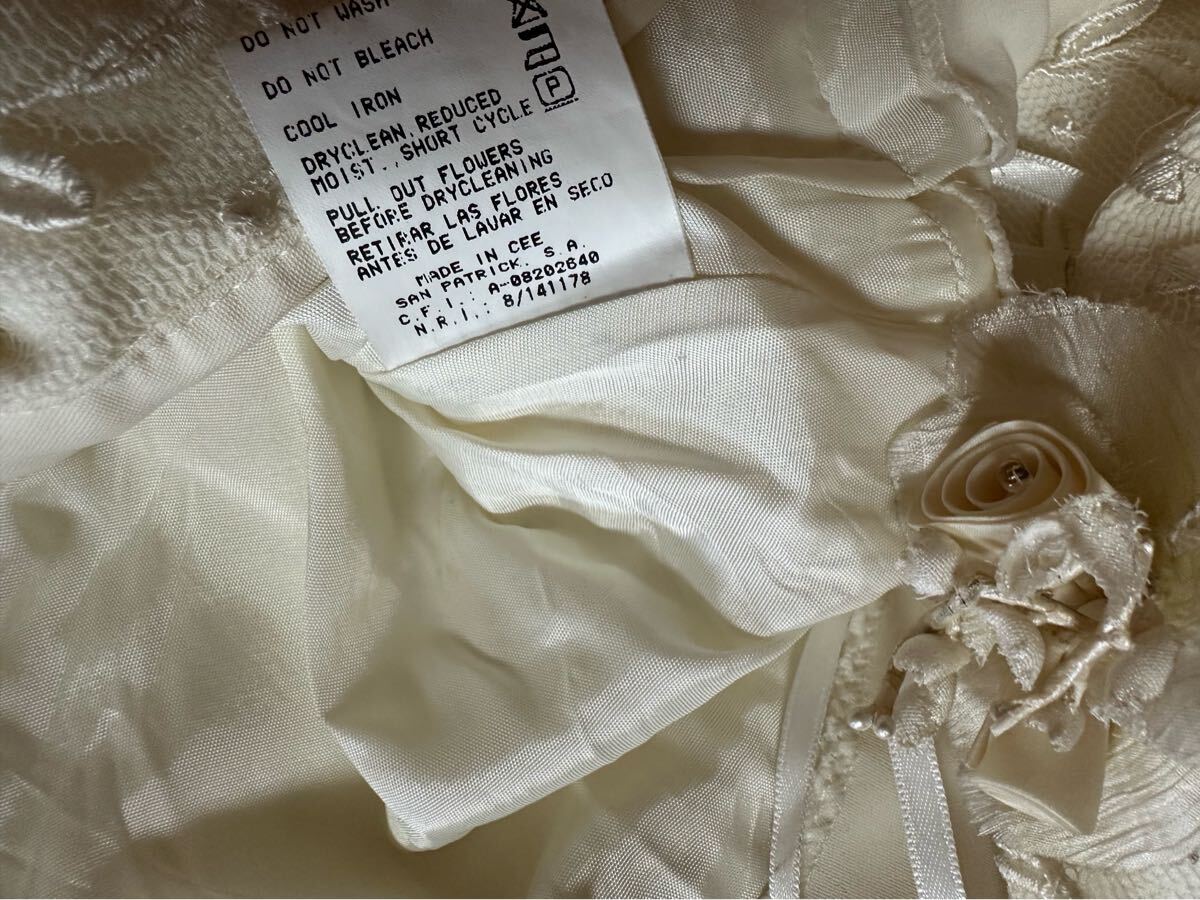 DO NOT WASH
DO NOT BLEACH
COOL IRON
DRYCLEAN.REDUCED
MOIST. .SHORT CYCLE
P
PULL OUT FLOWERS
BEFORE DRYCLEANING
RETIRAR LAS FLORES
ANTES DE LAVAR EN SECO
MADE IN CEE
SAN PATRICK. S.A.
C.F.I.: A-08202640
N.R.I.: 8/141178